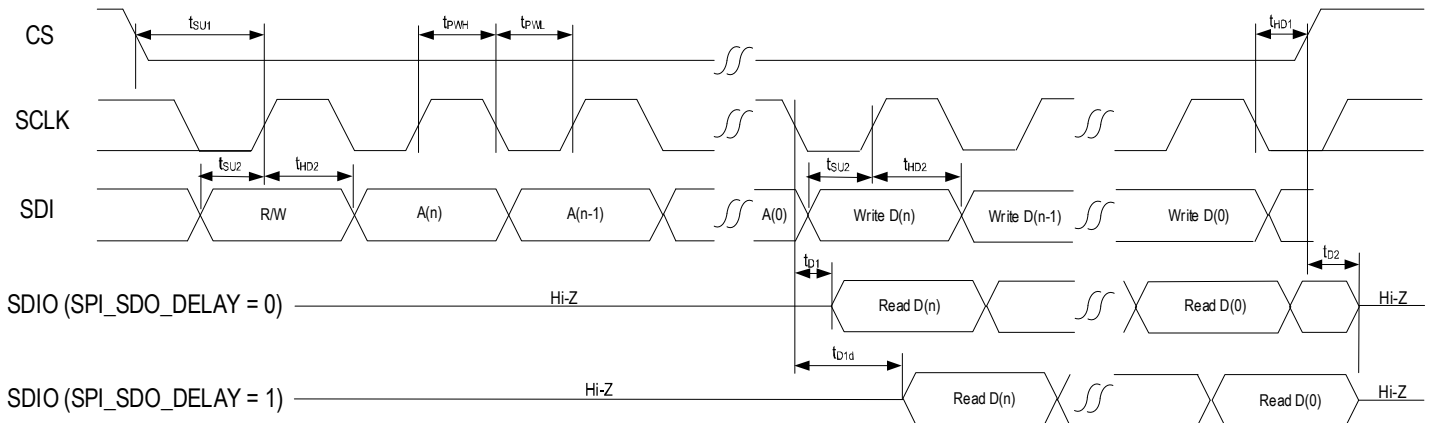 CS tSU1 tPWH tPWL tHD1
SCLK
tSU2 tHD2 tSU2 tHD2
SDI R/W A(n) A(n-1) A(0) Write D(n) Write D(n-1) Write D(0)
tD1 tD2
SDIO (SPI_SDO_DELAY = 0) Hi-Z Read D(n) Read D(0) Hi-Z
tD1d
SDIO (SPI_SDO_DELAY = 1) Hi-Z Read D(n) Read D(0) Hi-Z